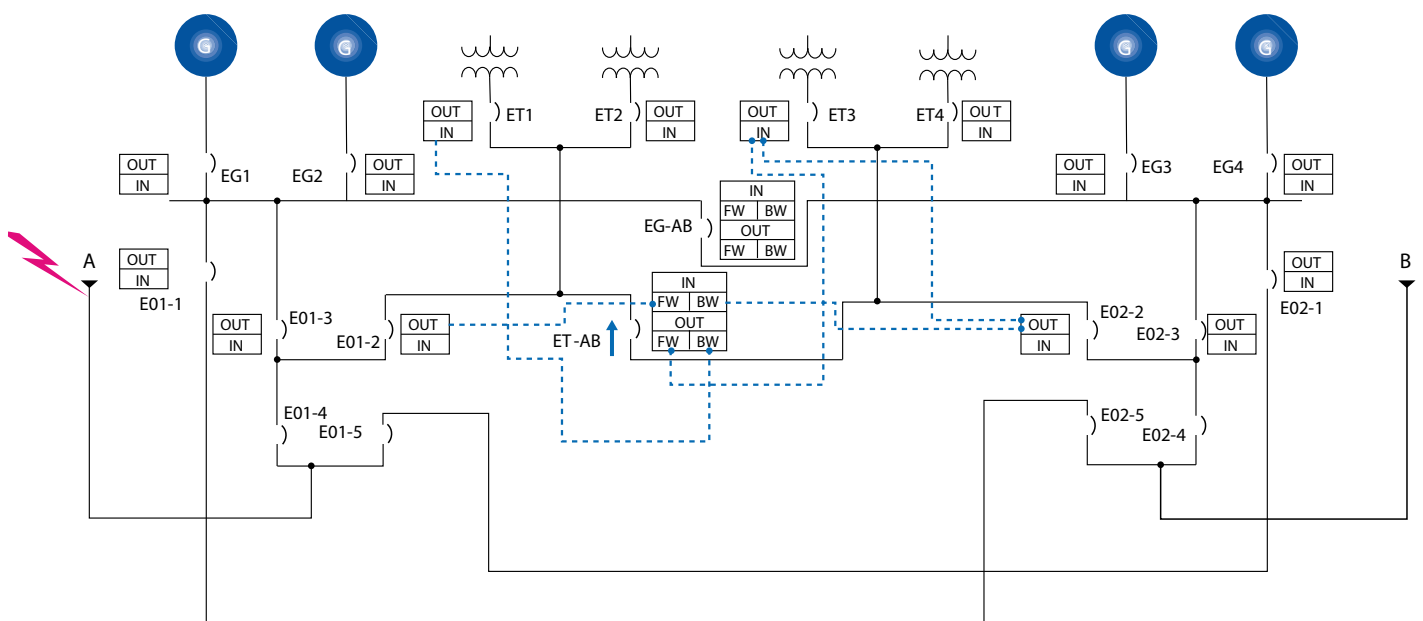 G
G
G
G
OUT
IN
ET1
ET2
OUT
IN
OUT
IN
ET3
ET4
OUT
IN
OUT
IN
EG1
EG2
OUT
IN
OUT
IN
EG3
EG4
OUT
IN
EG-AB
IN
FW BW
OUT
FW BW
A
OUT
IN
E01-1
B
OUT
IN
E02-1
OUT
IN
E01-3
E01-2
OUT
IN
ET-AB
IN
FW BW
OUT
FW BW
OUT
IN
E02-2
E02-3
OUT
IN
E01-4
E01-5
E02-5
E02-4